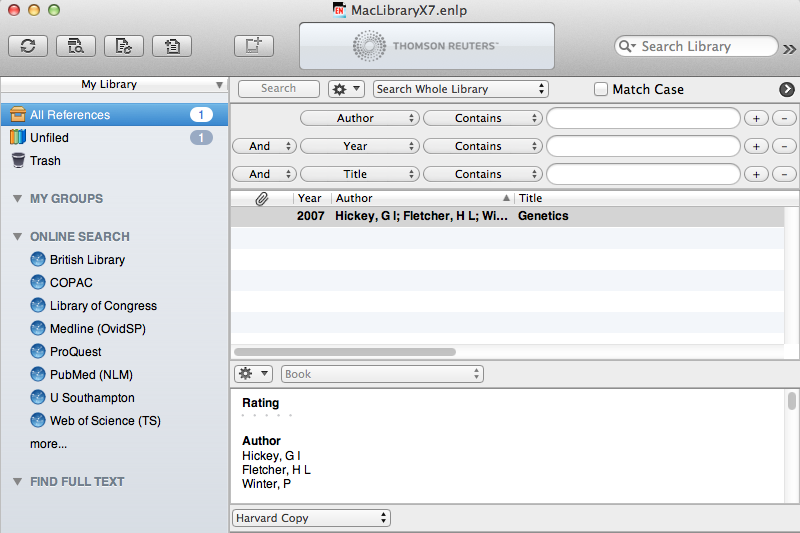 MacLibraryX7.enlp
THOMSON REUTERS™
Search Library
My Library
Search
Search Whole Library
Match Case
All References 1
Unfiled 1
Trash
MY GROUPS
ONLINE SEARCH
British Library
COPAC
Library of Congress
Medline (OvidSP)
ProQuest
PubMed (NLM)
U Southampton
Web of Science (TS)
more...
FIND FULL TEXT
Author Contains
And Year Contains
And Title Contains
Year Author Title
2007 Hickey, G I; Fletcher, H L; Wi... Genetics
Book
Rating
Author
Hickey, G I
Fletcher, H L
Winter, P
Harvard Copy